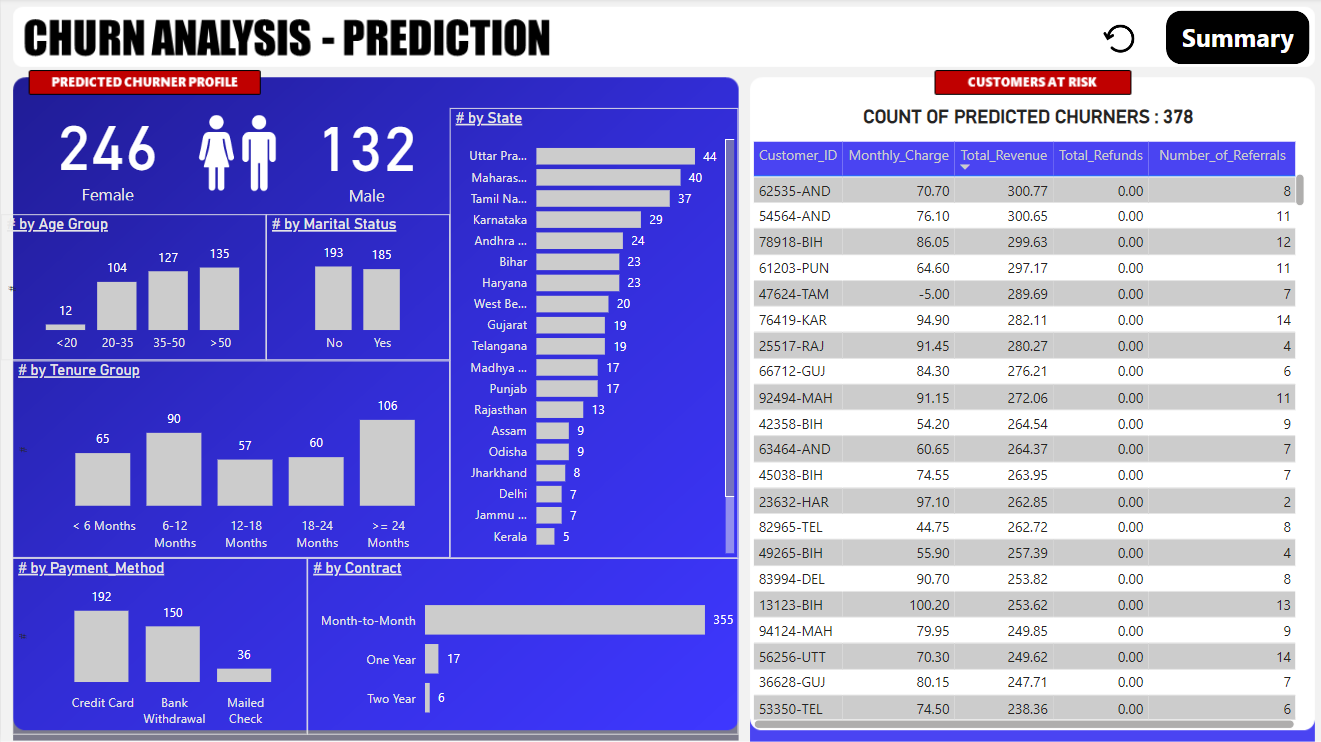 CHURN ANALYSIS - PREDICTION
Summary
PREDICTED CHURNER PROFILE
246
Female
132
Male
# by Age Group
12
104
127
135
<20
20-35
35-50
>50
# by Marital Status
193
185
No
Yes
# by Tenure Group
65
90
57
60
106
< 6 Months
6-12 Months
12-18 Months
18-24 Months
>= 24 Months
# by Payment_Method
192
150
36
Credit Card
Bank Withdrawal
Mailed Check
# by State
Uttar Pra... 44
Maharas... 40
Tamil Na... 37
Karnataka 29
Andhra ... 24
Bihar 23
Haryana 23
West Be... 20
Gujarat 19
Telangana 19
Madhya ... 17
Punjab 17
Rajasthan 13
Assam 9
Odisha 9
Jharkhand 8
Delhi 7
Jammu ... 7
Kerala 5
# by Contract
Month-to-Month 355
One Year 17
Two Year 6
CUSTOMERS AT RISK
COUNT OF PREDICTED CHURNERS : 378
Customer_ID Monthly_Charge Total_Revenue Total_Refunds Number_of_Referrals
62535-AND 70.70 300.77 0.00 8
54564-AND 76.10 300.65 0.00 11
78918-BIH 86.05 299.63 0.00 12
61203-PUN 64.60 297.17 0.00 11
47624-TAM -5.00 289.69 0.00 7
76419-KAR 94.90 282.11 0.00 14
25517-RAJ 91.45 280.27 0.00 4
66712-GUJ 84.30 276.21 0.00 6
92494-MAH 91.15 272.06 0.00 11
42358-BIH 54.20 264.54 0.00 9
63464-AND 60.65 264.37 0.00 7
45038-BIH 74.55 263.95 0.00 7
23632-HAR 97.10 262.85 0.00 2
82965-TEL 44.75 262.72 0.00 8
49265-BIH 55.90 257.39 0.00 4
83994-DEL 90.70 253.82 0.00 8
13123-BIH 100.20 253.62 0.00 13
94124-MAH 79.95 249.85 0.00 9
56256-UTT 70.30 249.62 0.00 14
36628-GUJ 80.15 247.71 0.00 7
53350-TEL 74.50 238.36 0.00 6